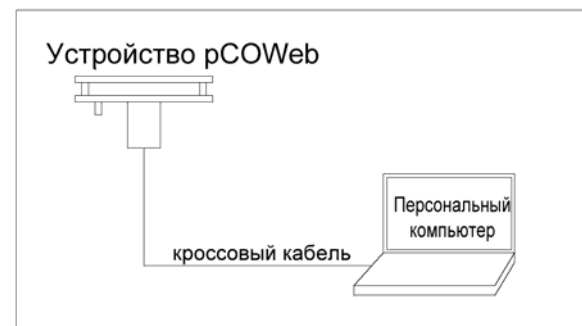 Устройство pCOWeb
Персональный
компьютер
кроссовый кабель